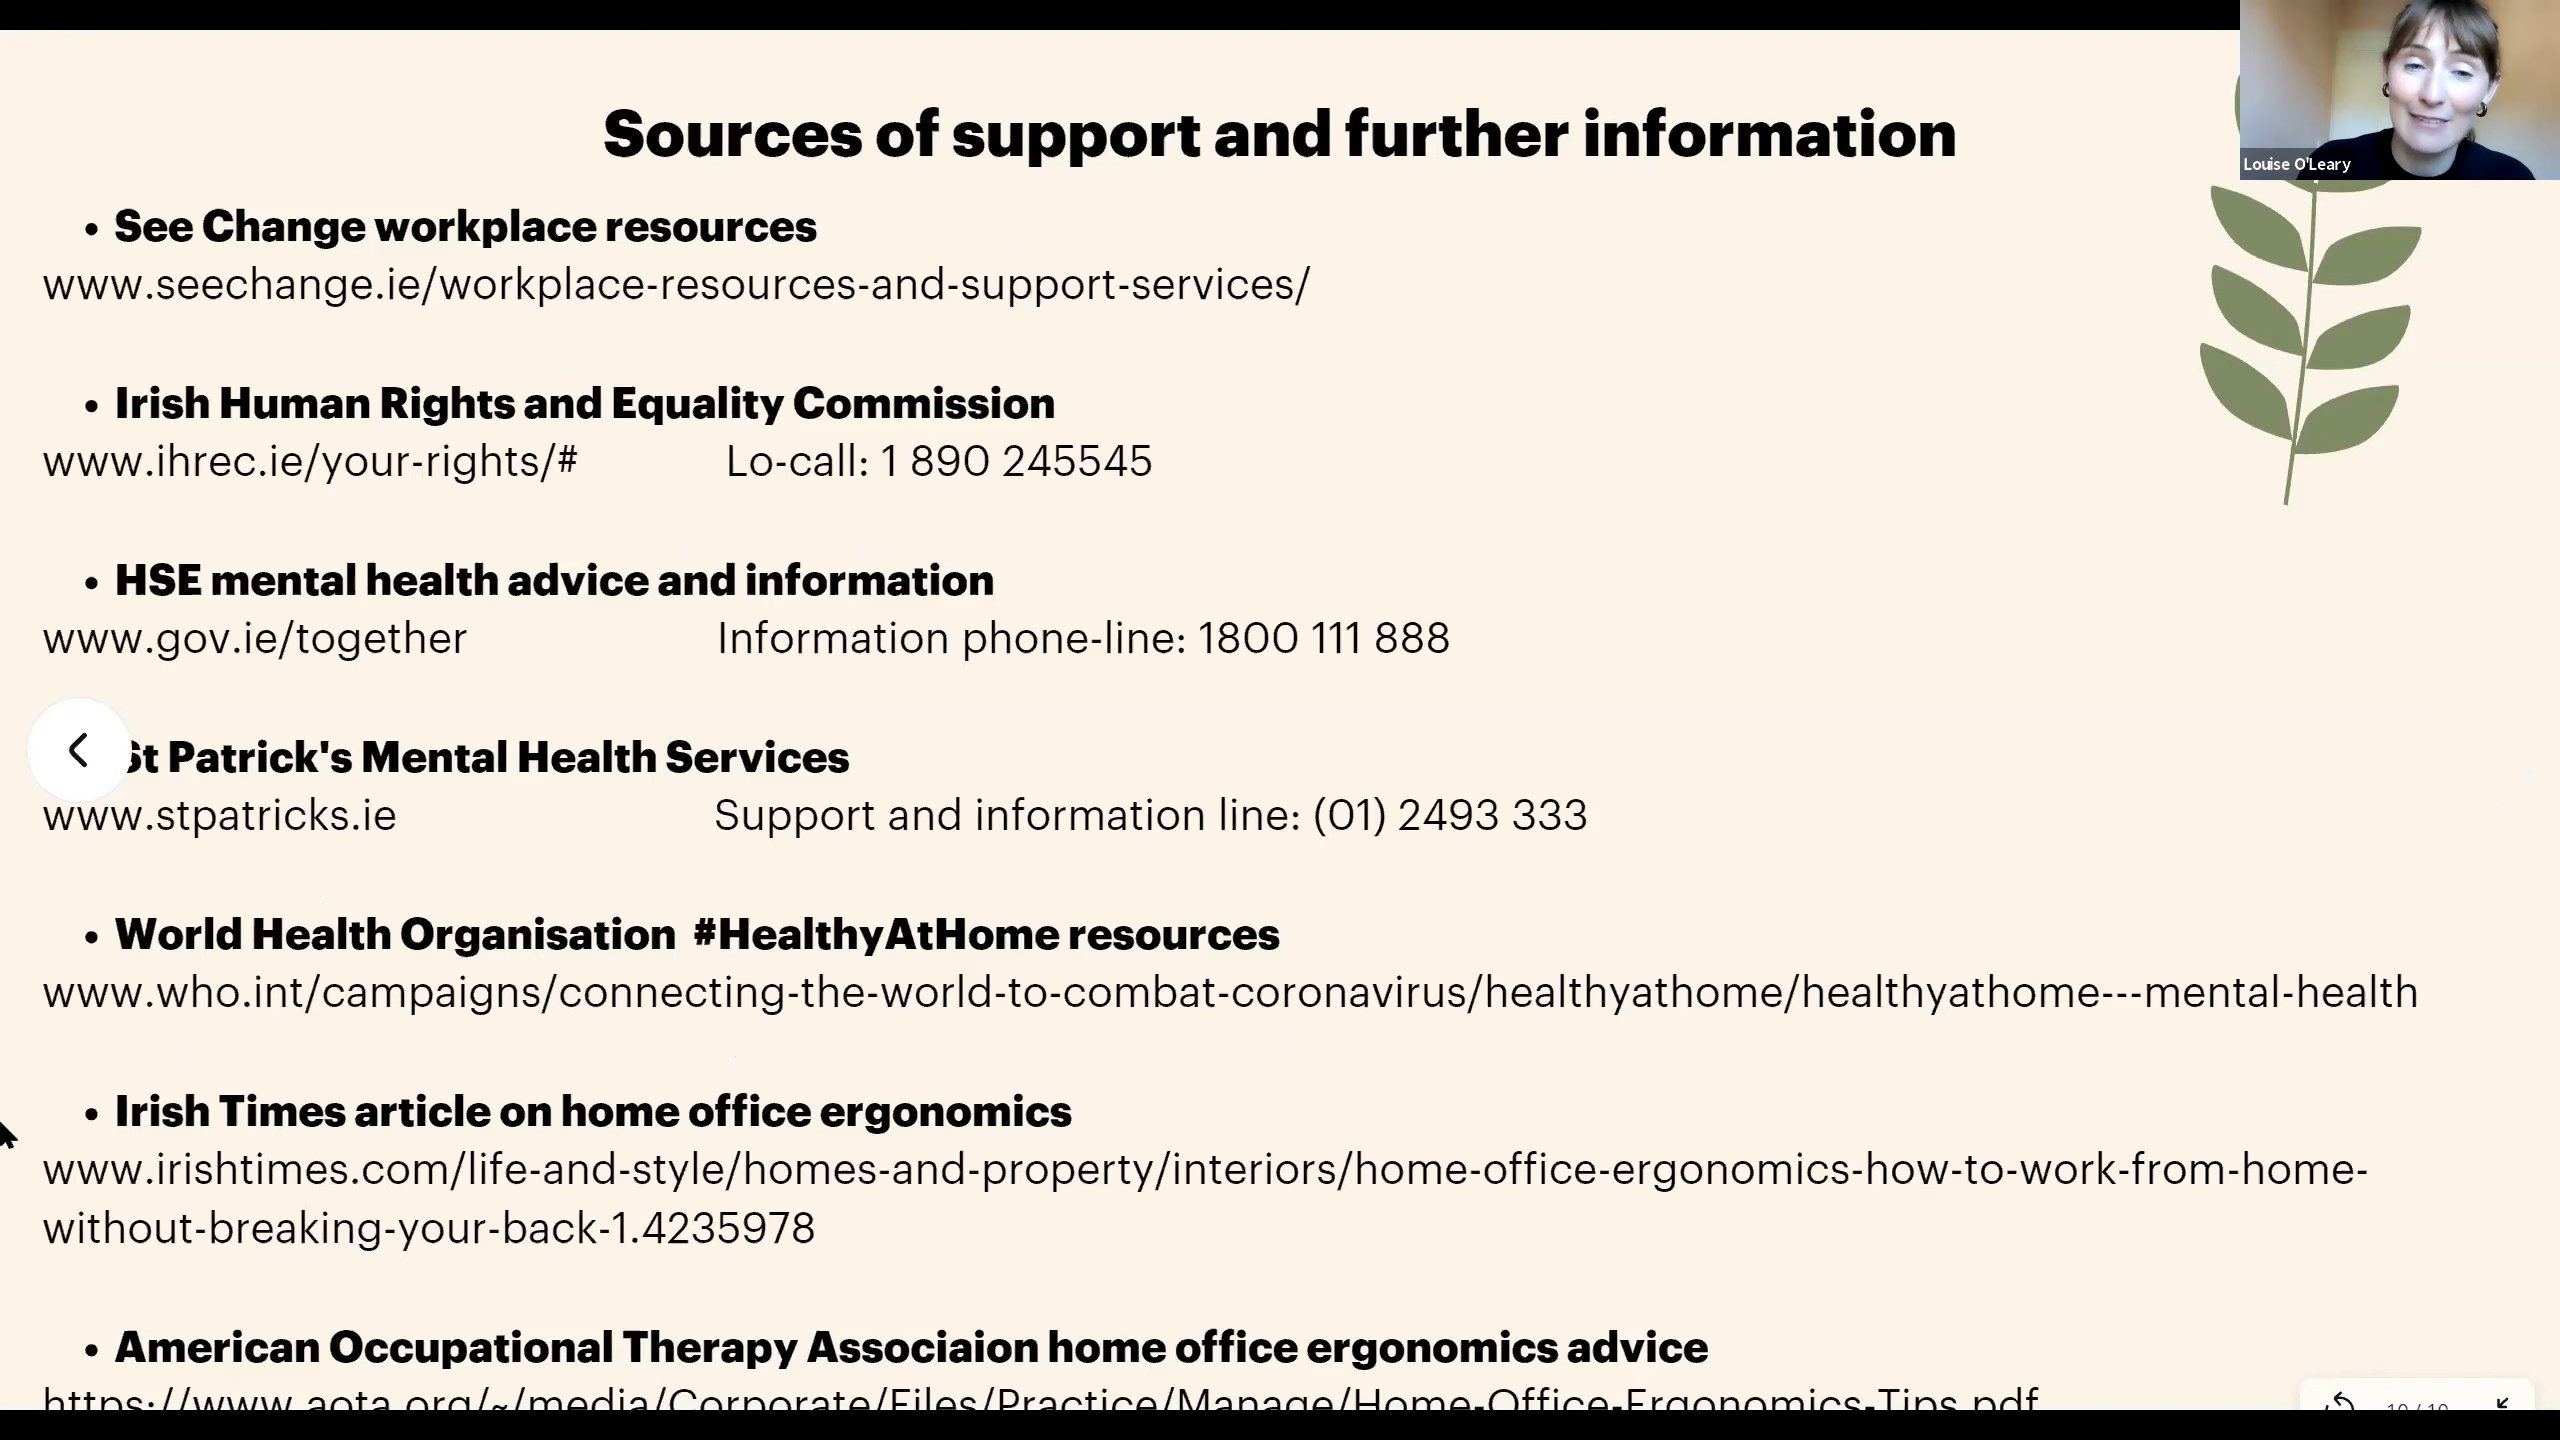 Sources of support and further information
Louise O'Leary
• See Change workplace resources
www.seechange.ie/workplace-resources-and-support-services/
• Irish Human Rights and Equality Commission
www.ihrec.ie/your-rights/# Lo-call: 1 890 245545
• HSE mental health advice and information
www.gov.ie/together Information phone-line: 1800 111 888
St Patrick's Mental Health Services
www.stpatricks.ie Support and information line: (01) 2493 333
• World Health Organisation #HealthyAtHome resources
www.who.int/campaigns/connecting-the-world-to-combat-coronavirus/healthyathome/healthyathome---mental-health
• Irish Times article on home office ergonomics
www.irishtimes.com/life-and-style/homes-and-property/interiors/home-office-ergonomics-how-to-work-from-home-
without-breaking-your-back-1.4235978
• American Occupational Therapy Associaion home office ergonomics advice
https://www.aota.org/~/media/Corporate/Files/Practice/Manage/Home-Office-Ergonomics-Tips.pdf